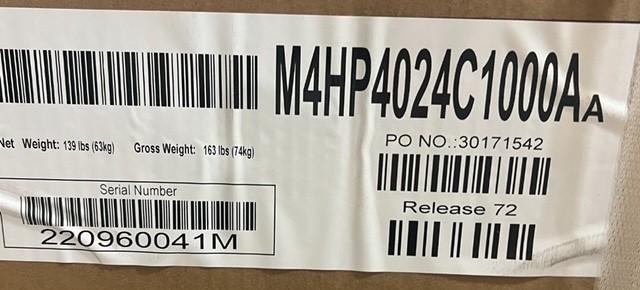 M4HP4024C1000AA
PO NO.:30171542
Net Weight: 139 lbs (63kg) Gross Weight: 163 lbs (74kg)
Serial Number
220960041M
Release 72